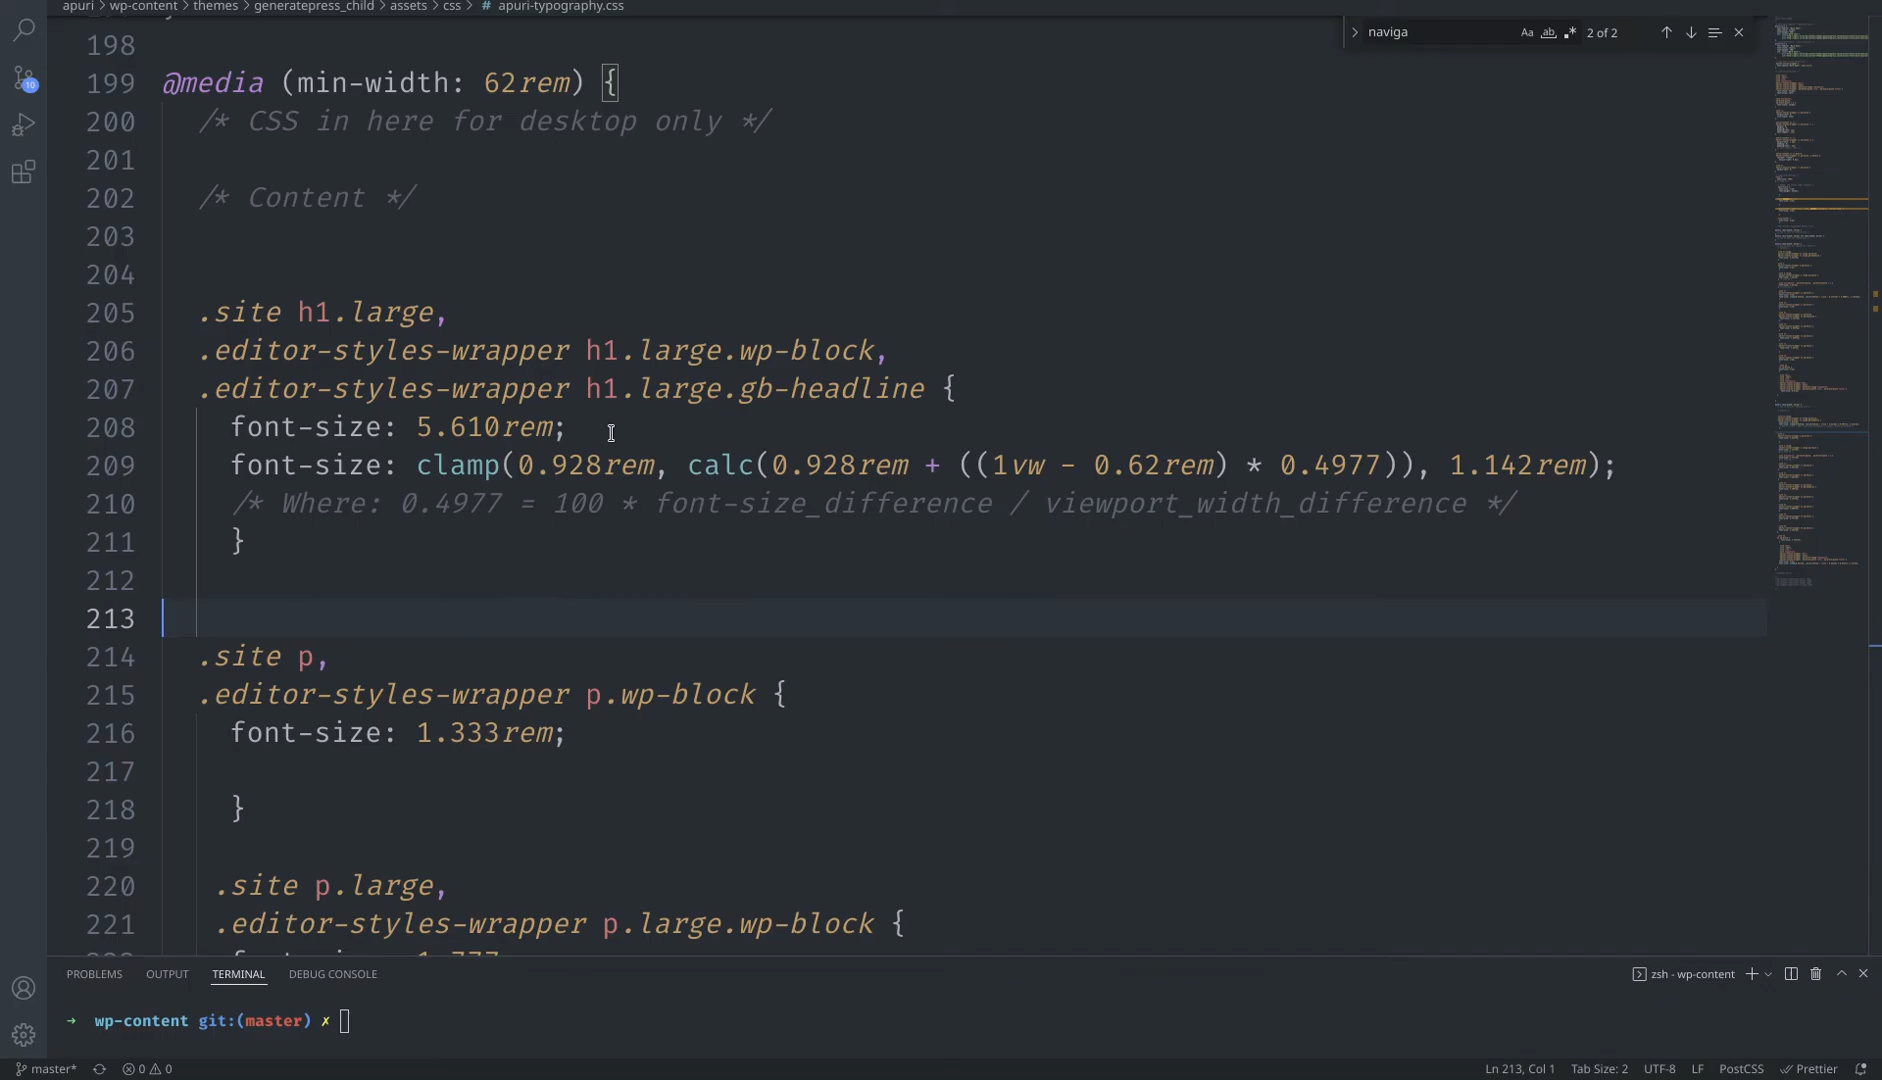 apuri › wp-content › themes › generatepress_child › assets › css › # apuri-typography.css
naviga Aa ab 2 of 2
198
199 @media (min-width: 62rem) {
200 /* CSS in here for desktop only */
201
202 /* Content */
203
204
205 .site h1.large,
206 .editor-styles-wrapper h1.large.wp-block,
207 .editor-styles-wrapper h1.large.gb-headline {
208 font-size: 5.610rem;
209 font-size: clamp(0.928rem, calc(0.928rem + ((1vw - 0.62rem) * 0.4977)), 1.142rem);
210 /* Where: 0.4977 = 100 * font-size_difference / viewport_width_difference */
211 }
212
213
214 .site p,
215 .editor-styles-wrapper p.wp-block {
216 font-size: 1.333rem;
217
218 }
219
220 .site p.large,
221 .editor-styles-wrapper p.large.wp-block {
10
PROBLEMS OUTPUT TERMINAL DEBUG CONSOLE zsh - wp-content
→ wp-content git:(master) ✗
master* 0 0 Ln 213, Col 1 Tab Size: 2 UTF-8 LF PostCSS Prettier